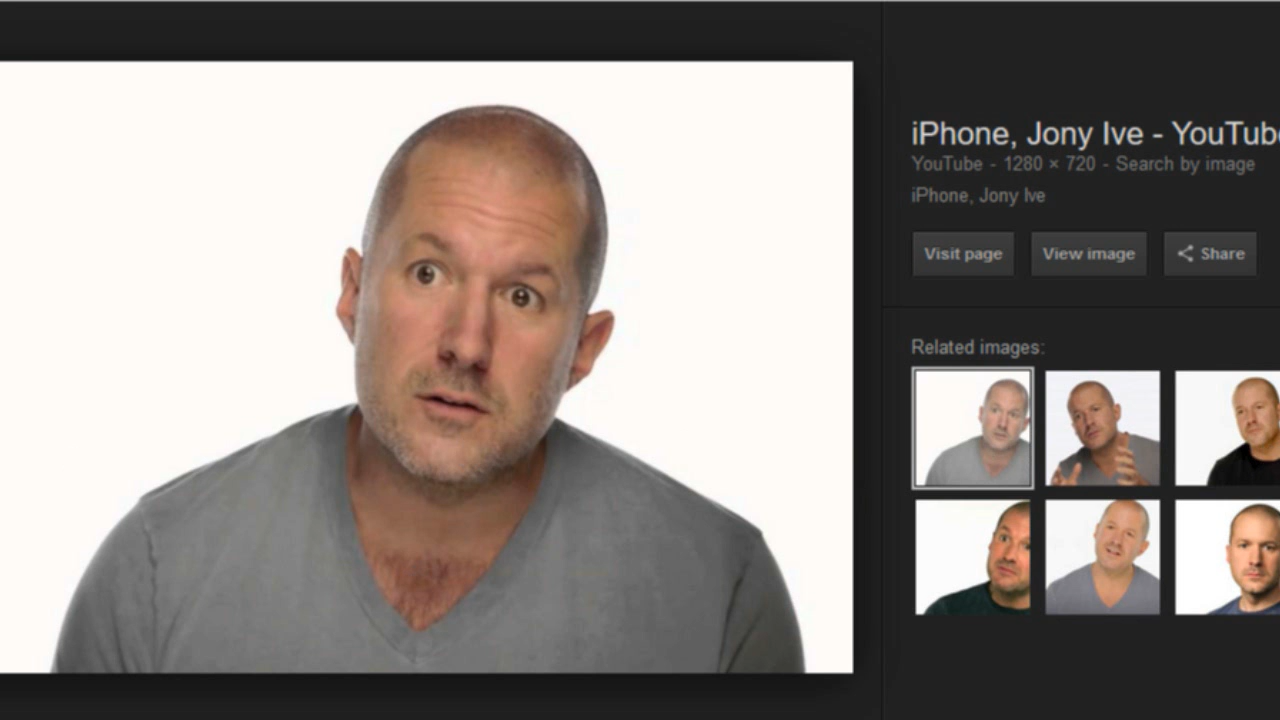 iPhone, Jony Ive - YouTube
YouTube - 1280 × 720 - Search by image
iPhone, Jony Ive
Visit page View image Share
Related images: